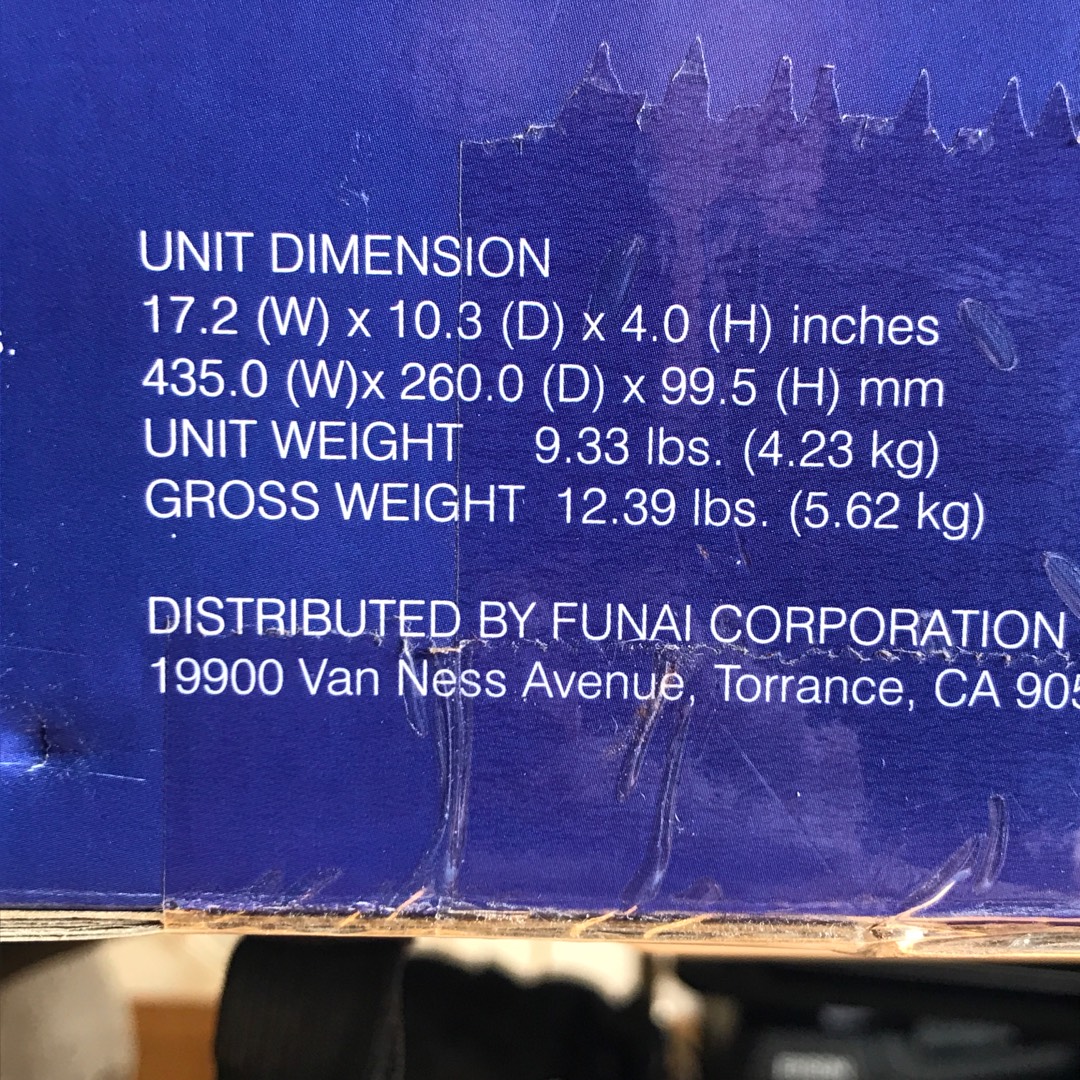 s.
UNIT DIMENSION
17.2 (W) x 10.3 (D) x 4.0 (H) inches
435.0 (W)x 260.0 (D) x 99.5 (H) mm
UNIT WEIGHT 9.33 lbs. (4.23 kg)
GROSS WEIGHT 12.39 lbs. (5.62 kg)
DISTRIBUTED BY FUNAI CORPORATION
19900 Van Ness Avenue, Torrance, CA 905